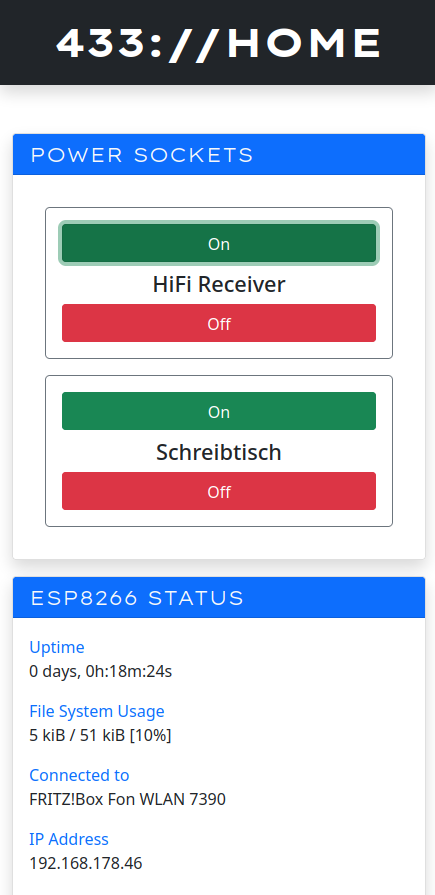 433://HOME
POWER SOCKETS
On
HiFi Receiver
Off
On
Schreibtisch
Off
ESP8266 STATUS
Uptime
0 days, 0h:18m:24s
File System Usage
5 kiB / 51 kiB [10%]
Connected to
FRITZ!Box Fon WLAN 7390
IP Address
192.168.178.46